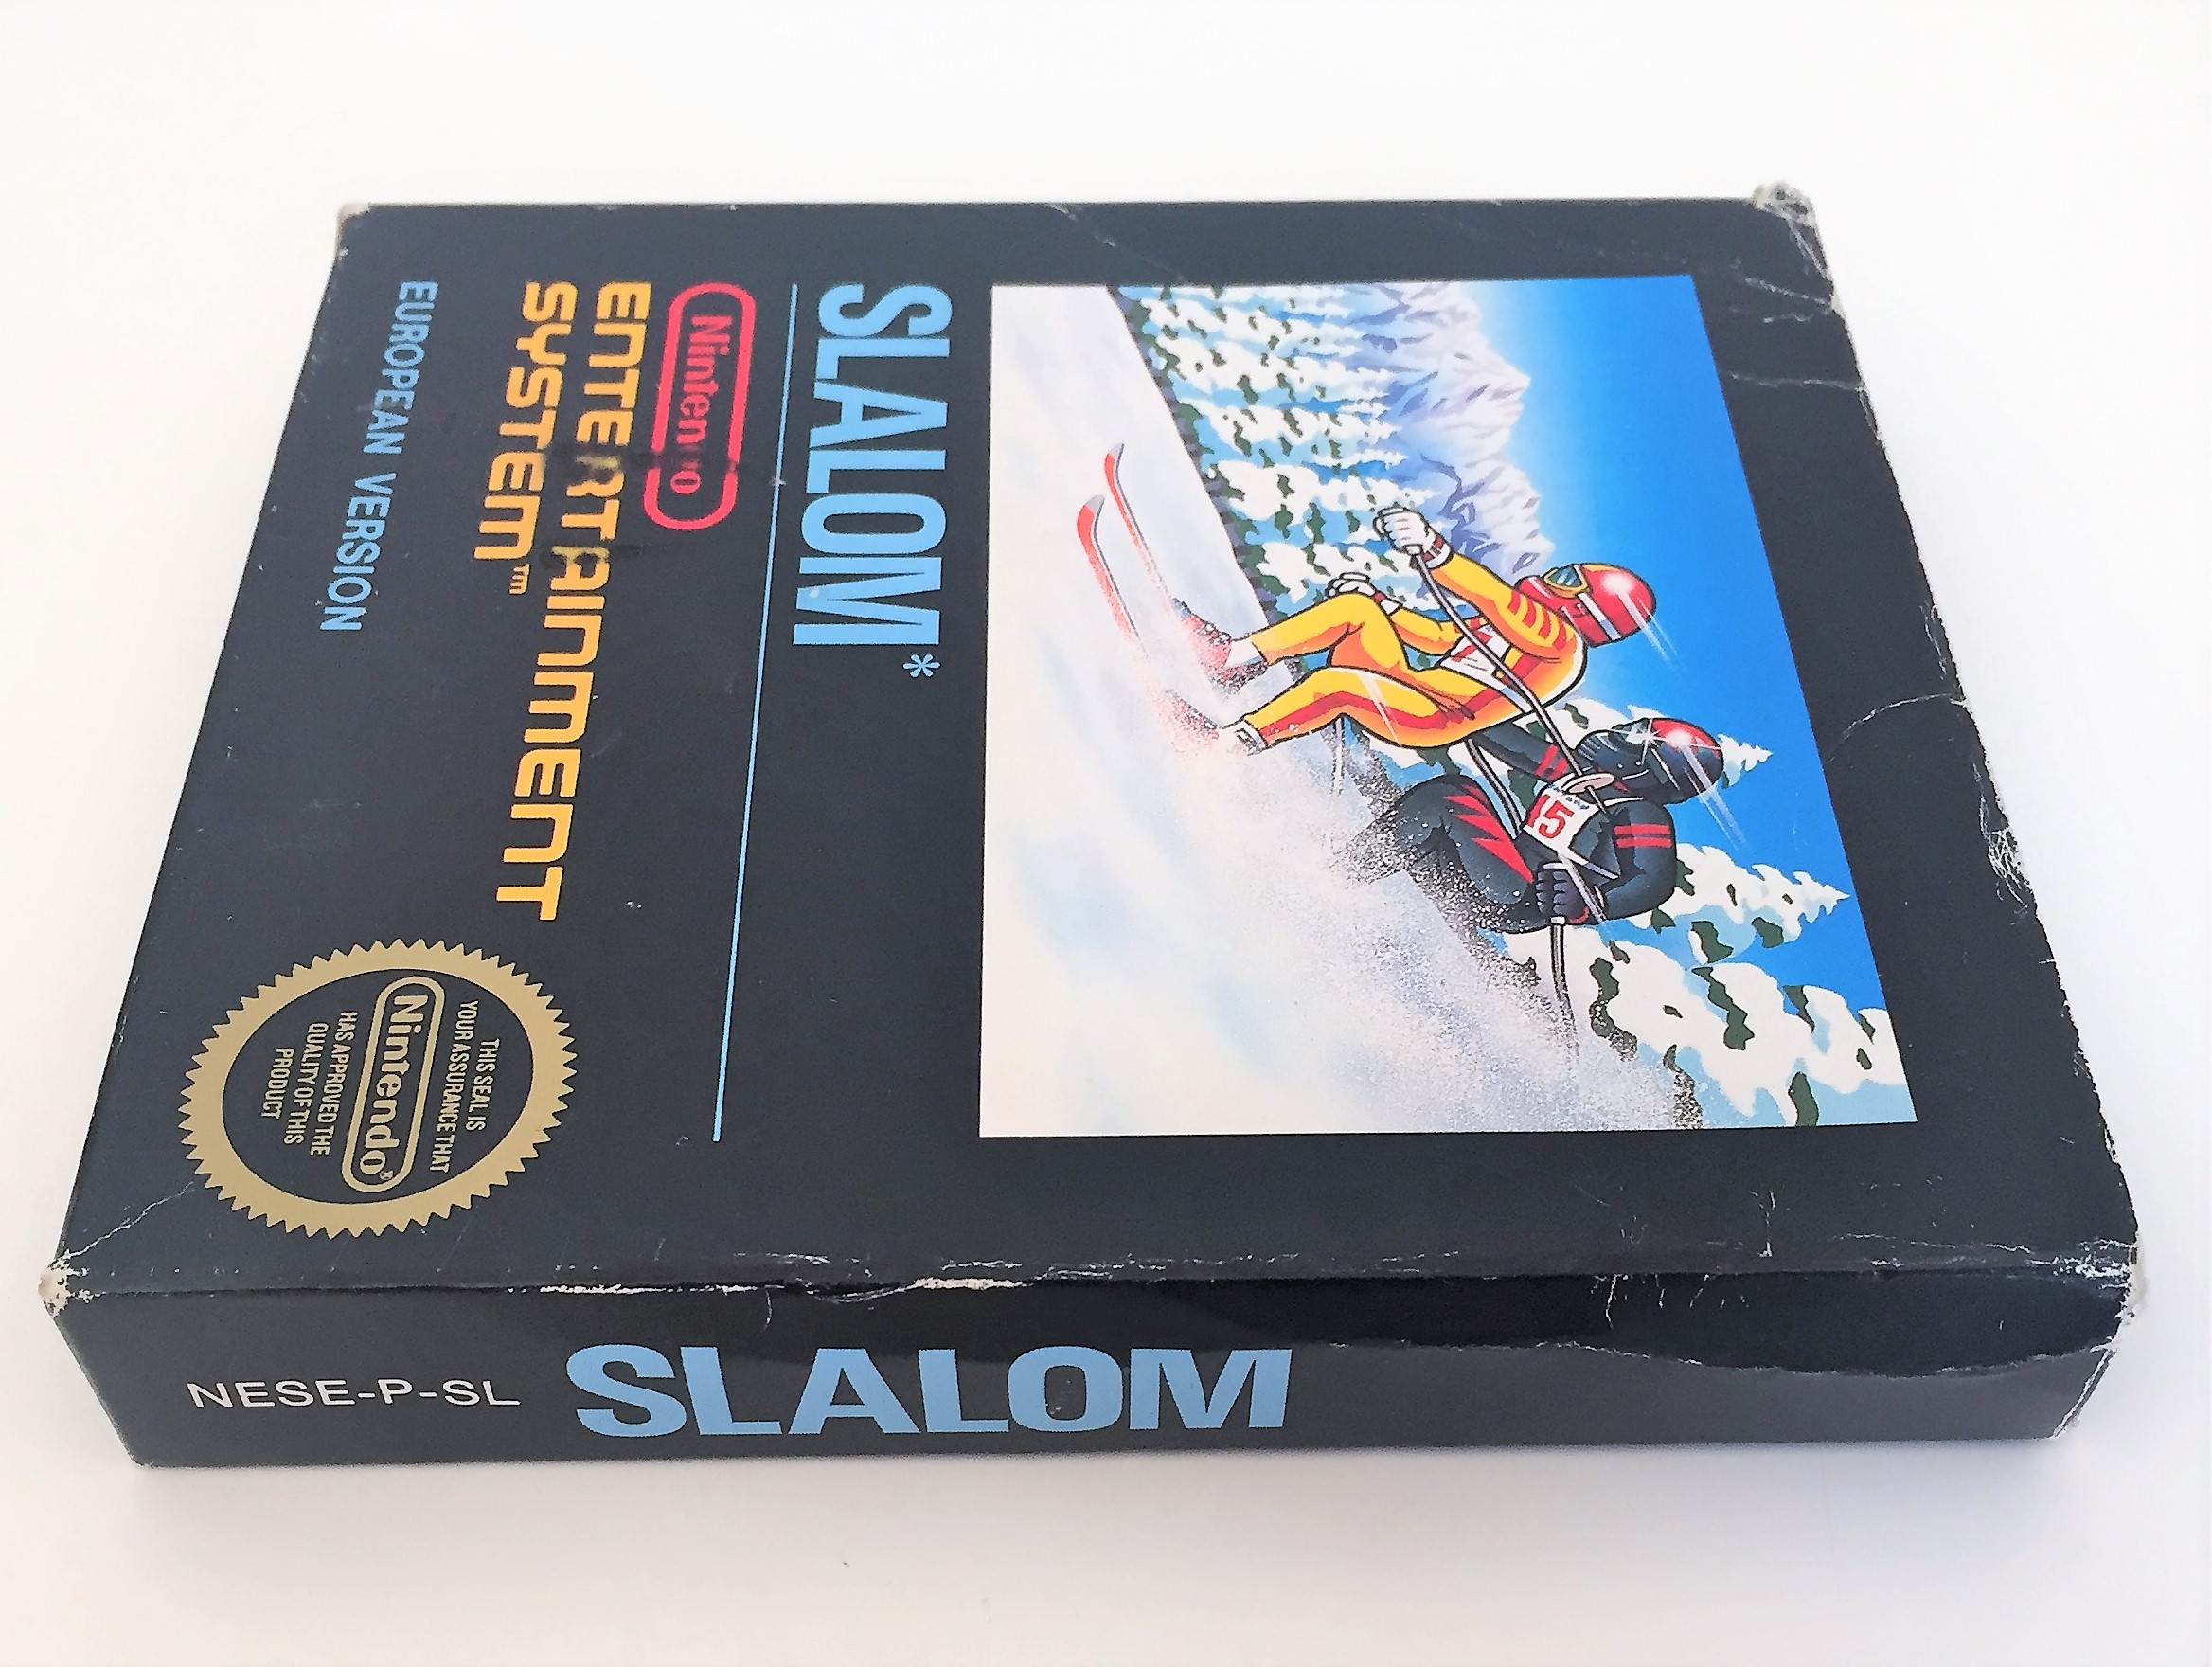 SLALOM*
Nintendo
ENTERTAINMENT
SYSTEM™
EUROPEAN VERSION
THIS SEAL IS
YOUR ASSURANCE THAT
Nintendo®
HAS APPROVED THE
QUALITY OF THIS
PRODUCT
15
NESE-P-SL SLALOM